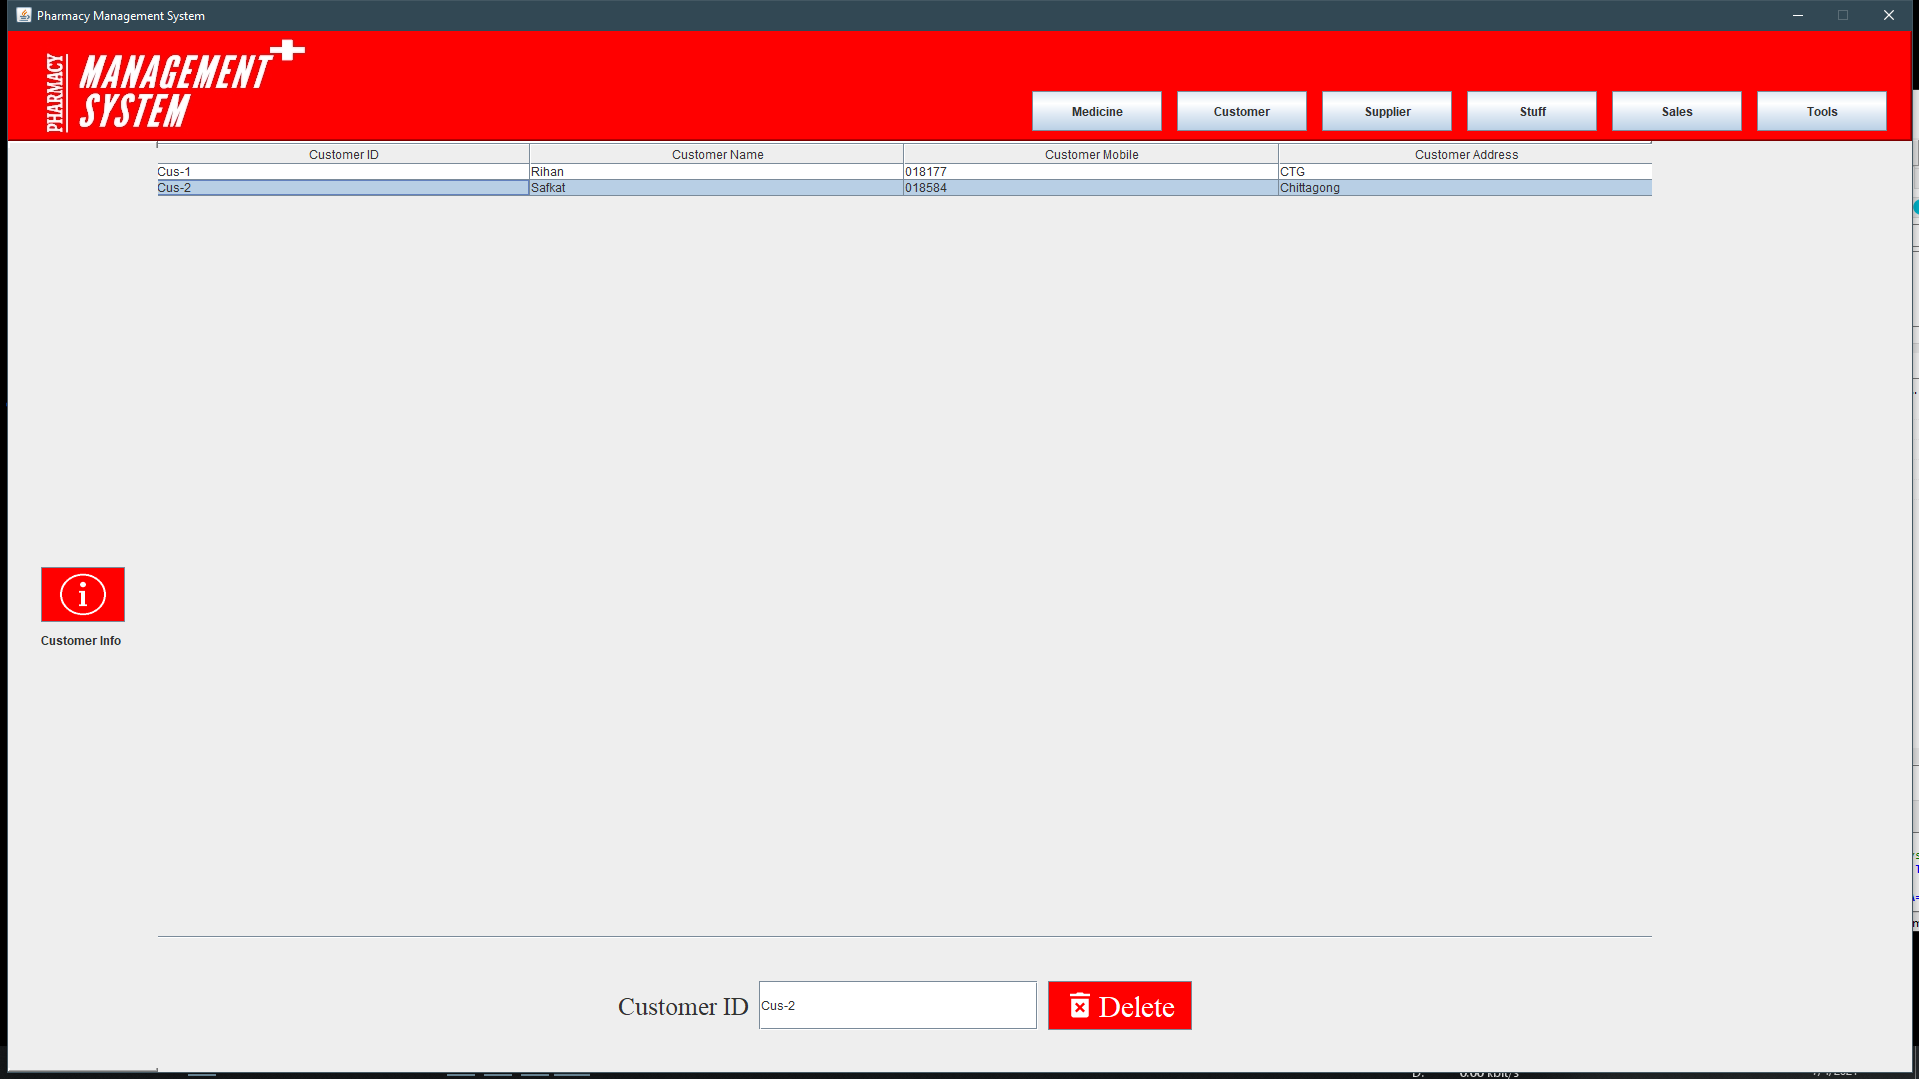 Pharmacy Management System
PHARMACY
MANAGEMENT
SYSTEM
Medicine Customer Supplier Stuff Sales Tools
Customer ID Customer Name Customer Mobile Customer Address
Cus-1 Rihan 018177 CTG
Cus-2 Safkat 018584 Chittagong
i
Customer Info
Customer ID Cus-2 Delete